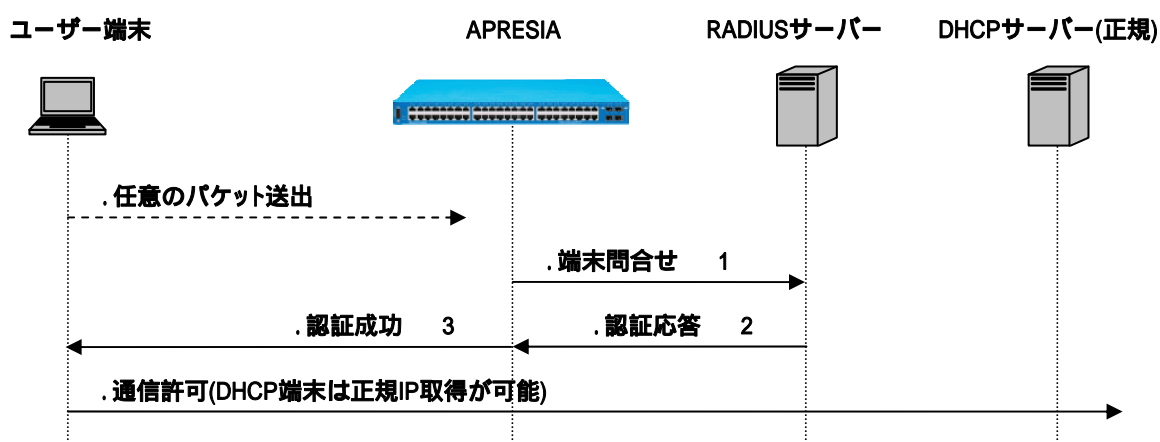 ユーザー端末
APRESIA
RADIUSサーバー
DHCPサーバー(正規)
.任意のパケット送出
.端末問合せ 1
.認証成功 3
.認証応答 2
.通信許可(DHCP端末は正規IP取得が可能)